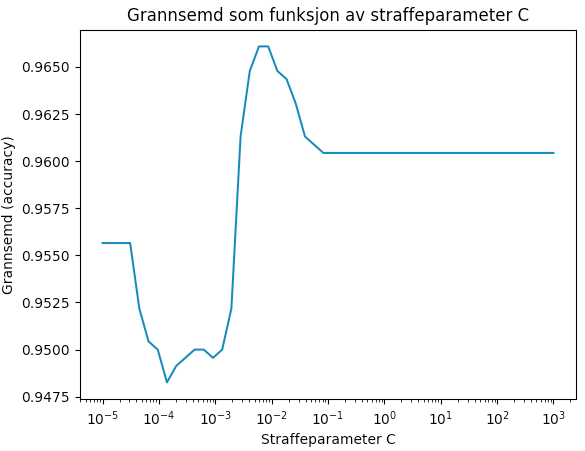 Grannsemd som funksjon av straffeparameter C
Grannsemd (accuracy)
0.9650
0.9625
0.9600
0.9575
0.9550
0.9525
0.9500
0.9475
10⁻⁵ 10⁻⁴ 10⁻³ 10⁻² 10⁻¹ 10⁰ 10¹ 10² 10³
Straffeparameter C